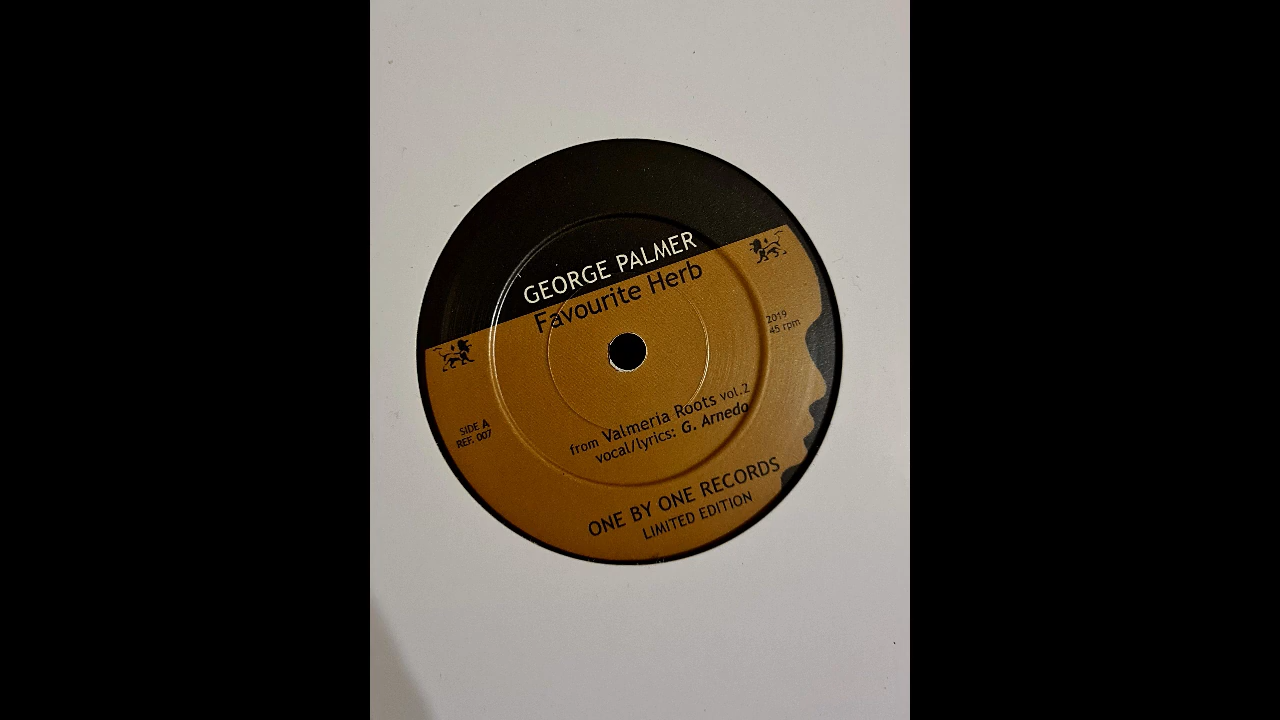 GEORGE PALMER
Favourite Herb
2019
45 rpm
SIDE A
REF. 007
from Valmeria Roots vol.2
vocal/lyrics: G. Arnedo
ONE BY ONE RECORDS
LIMITED EDITION